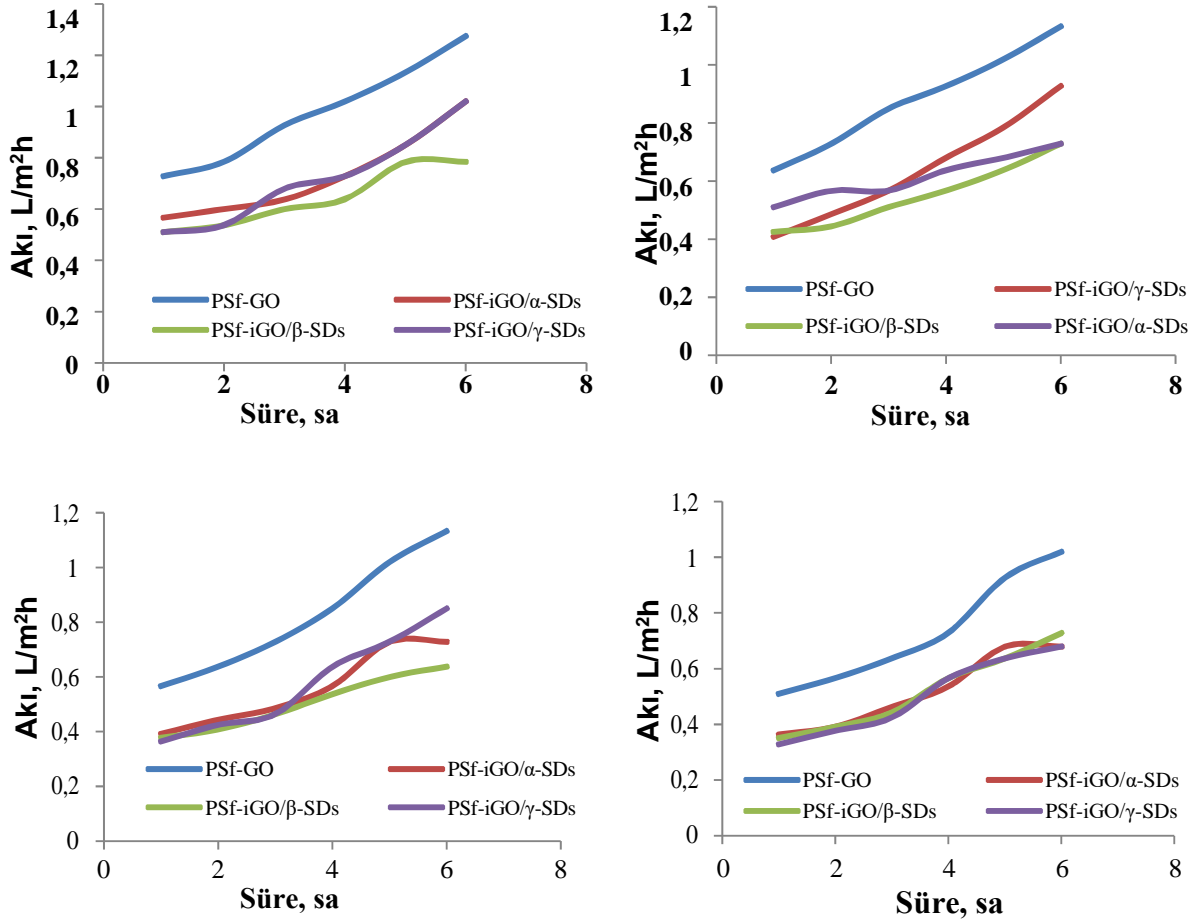 1,4
1,2
1
0,8
0,6
0,4
0,2
0
Akı, L/m²h
PSf-GO PSf-iGO/α-SDs
PSf-iGO/β-SDs PSf-iGO/γ-SDs
0 2 4 6 8
Süre, sa
1,2
1
0,8
0,6
0,4
0,2
0
Akı, L/m²h
PSf-GO PSf-iGO/γ-SDs
PSf-iGO/β-SDs PSf-iGO/α-SDs
0 2 4 6 8
Süre, sa
1,2
1
0,8
0,6
0,4
0,2
0
Akı, L/m²h
PSf-GO PSf-iGO/α-SDs
PSf-iGO/β-SDs PSf-iGO/γ-SDs
0 2 4 6 8
Süre, sa
1,2
1
0,8
0,6
0,4
0,2
0
Akı, L/m²h
PSf-GO PSf-iGO/α-SDs
PSf-iGO/β-SDs PSf-iGO/γ-SDs
0 2 4 6 8
Süre, sa